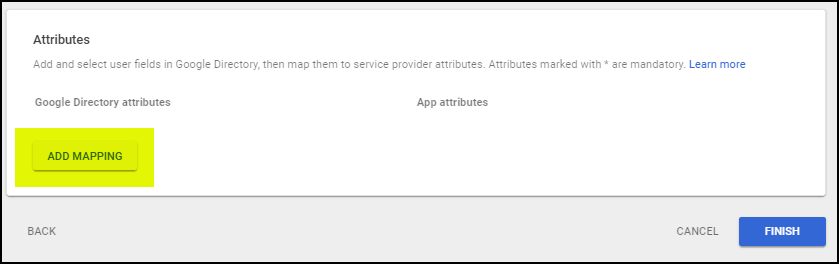 Attributes
Add and select user fields in Google Directory, then map them to service provider attributes. Attributes marked with * are mandatory. Learn more
Google Directory attributes App attributes
ADD MAPPING
BACK CANCEL FINISH